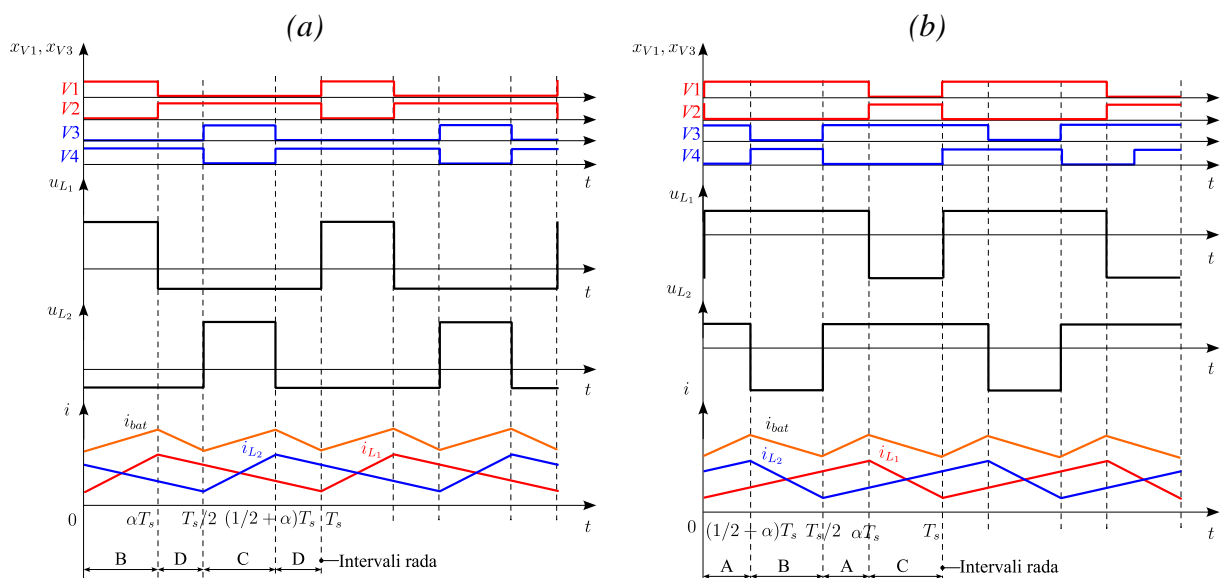 (a)
x_{V1}, x_{V3}
V1
V2
V3
V4
t
u_{L_1}
t
u_{L_2}
t
i
i_{bat}
i_{L_2}
i_{L_1}
0
αT_s
T_s/2
(1/2 + α)T_s
T_s
t
B
D
C
D
Intervali rada
(b)
x_{V1}, x_{V3}
V1
V2
V3
V4
t
u_{L_1}
t
u_{L_2}
t
i
i_{bat}
i_{L_2}
i_{L_1}
0
(1/2 + α)T_s
T_s/2
αT_s
T_s
t
A
B
A
C
Intervali rada